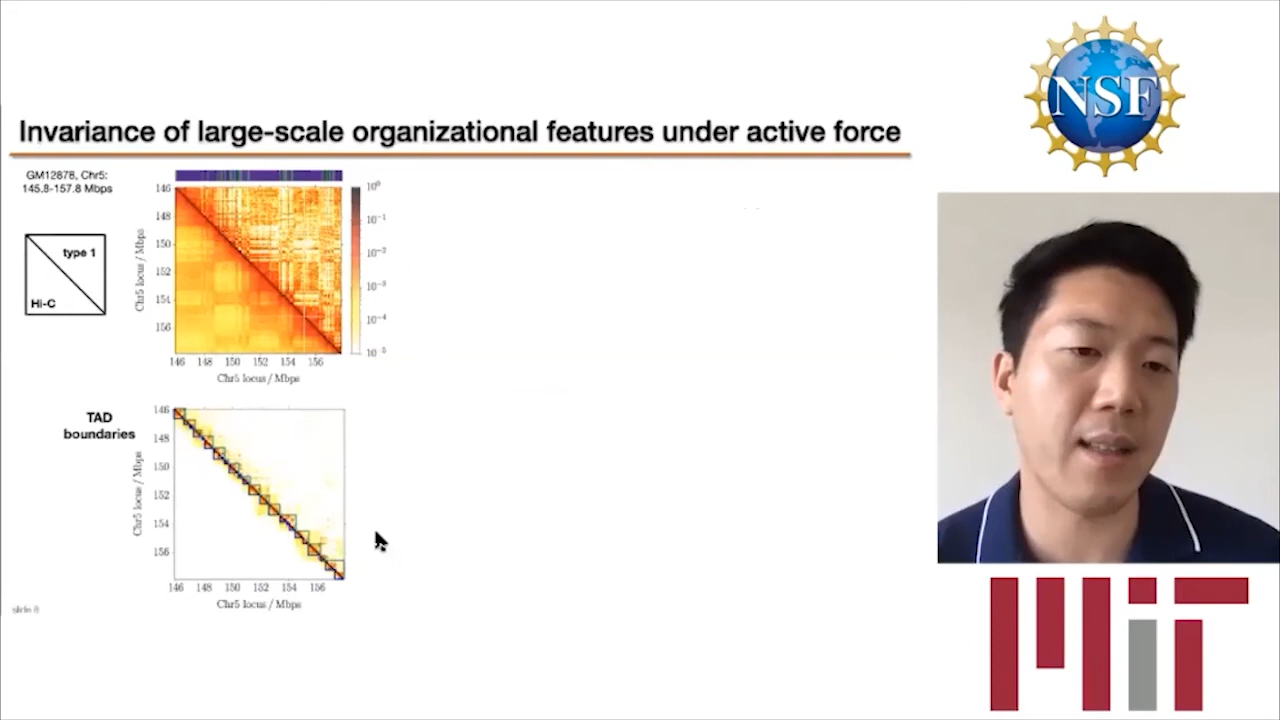 Invariance of large-scale organizational features under active force
GM12878, Chr5:
145.8-157.8 Mbps
type 1
Hi-C
Chr5 locus / Mbps
146
148
150
152
154
156
146 148 150 152 154 156
Chr5 locus / Mbps
10⁰
10⁻¹
10⁻²
10⁻³
10⁻⁴
10⁻⁵
TAD
boundaries
Chr5 locus / Mbps
146
148
150
152
154
156
146 148 150 152 154 156
Chr5 locus / Mbps
slide 8
NSF
MIT